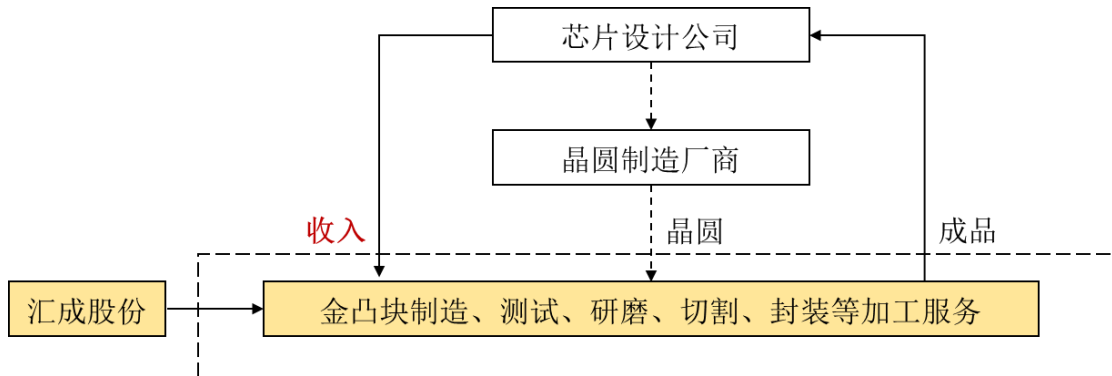 芯片设计公司
晶圆制造厂商
收入
晶圆
成品
汇成股份
金凸块制造、测试、研磨、切割、封装等加工服务